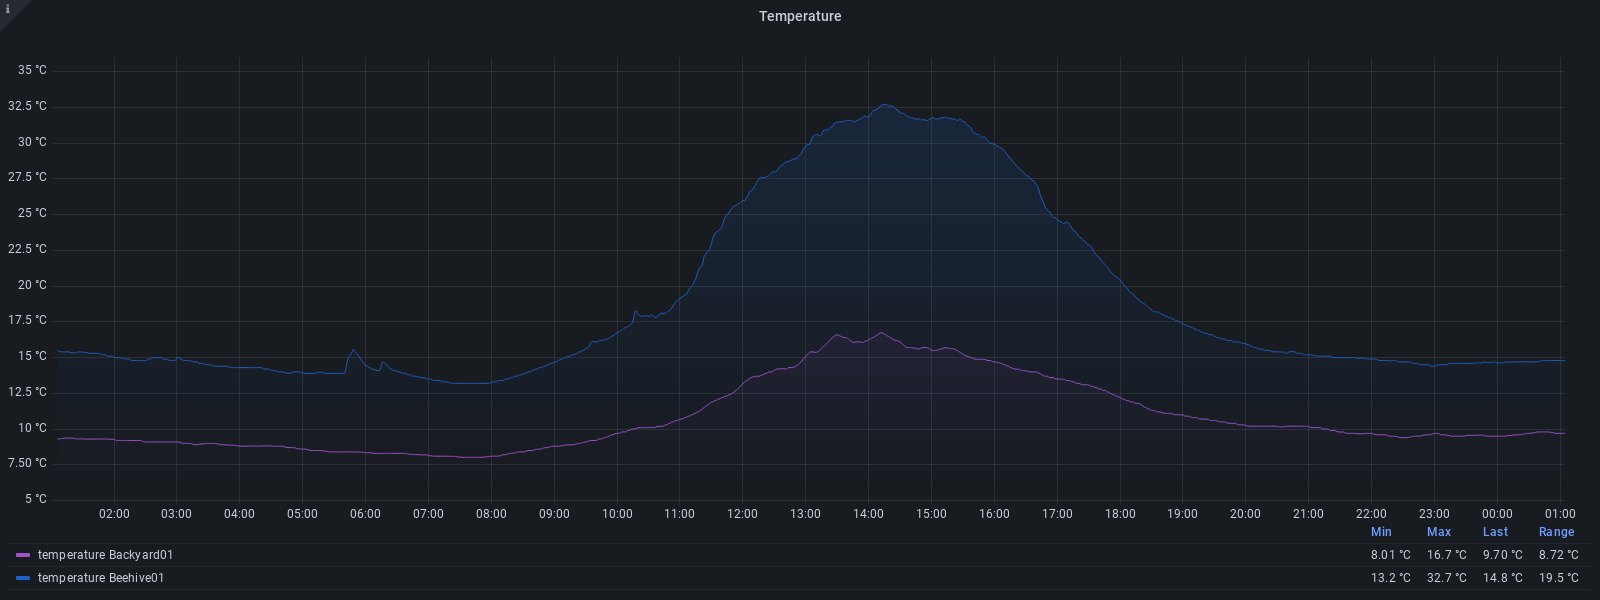 i
Temperature
35 °C
32.5 °C
30 °C
27.5 °C
25 °C
22.5 °C
20 °C
17.5 °C
15 °C
12.5 °C
10 °C
7.50 °C
5 °C
02:00 03:00 04:00 05:00 06:00 07:00 08:00 09:00 10:00 11:00 12:00 13:00 14:00 15:00 16:00 17:00 18:00 19:00 20:00 21:00 22:00 23:00 00:00 01:00
Min Max Last Range
temperature Backyard01 8.01 °C 16.7 °C 9.70 °C 8.72 °C
temperature Beehive01 13.2 °C 32.7 °C 14.8 °C 19.5 °C